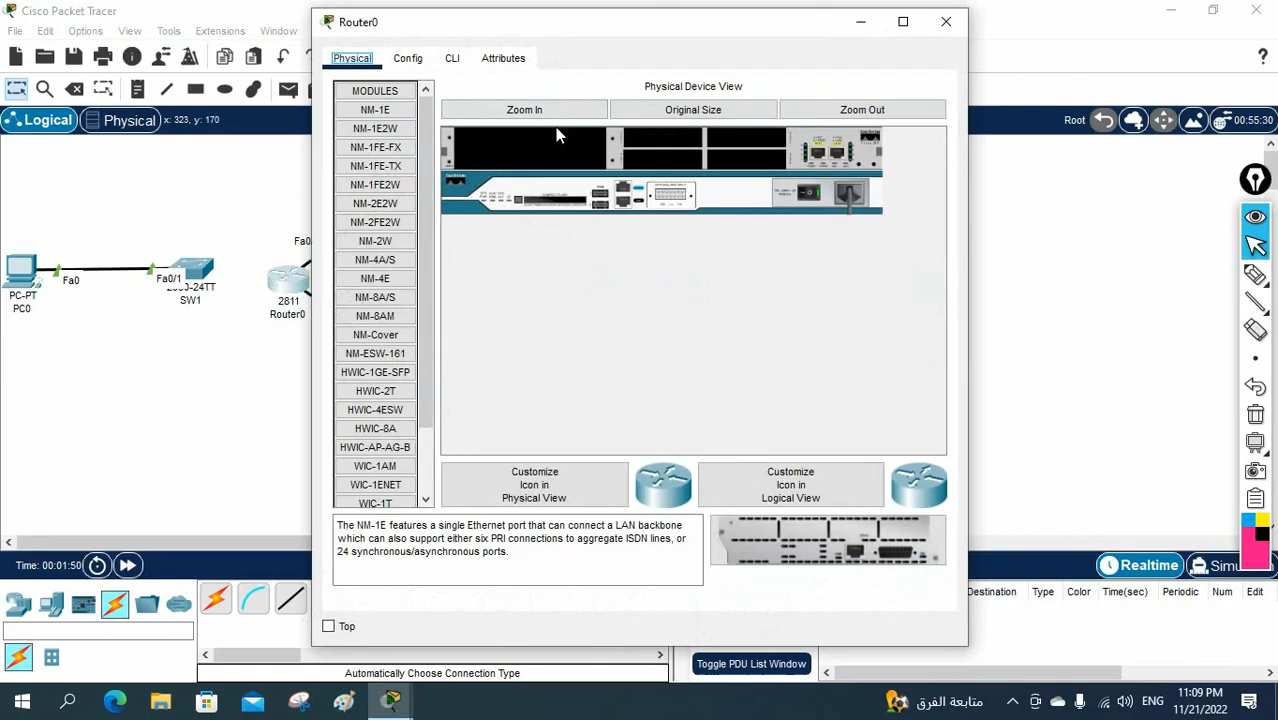 Cisco Packet Tracer
File Edit Options View Tools Extensions Window
Logical Physical x: 323, y: 170
Root 00:55:30
Router0
Physical Config CLI Attributes
MODULES
NM-1E
NM-1E2W
NM-1FE-FX
NM-1FE-TX
NM-1FE2W
NM-2E2W
NM-2FE2W
NM-2W
NM-4A/S
NM-4E
NM-8A/S
NM-8AM
NM-Cover
NM-ESW-161
HWIC-1GE-SFP
HWIC-2T
HWIC-4ESW
HWIC-8A
HWIC-AP-AG-B
WIC-1AM
WIC-1ENET
WIC-1T
Physical Device View
Zoom In Original Size Zoom Out
Customize
Icon in
Physical View
Customize
Icon in
Logical View
The NM-1E features a single Ethernet port that can connect a LAN backbone
which can also support either six PRI connections to aggregate ISDN lines, or
24 synchronous/asynchronous ports.
Top
PC-PT
PC0
Fa0
Fa0/1
SW1
Fa0
2811
Router0
Time: 00:01:50
Realtime Simu
Destination Type Color Time(sec) Periodic Num Edit
Automatically Choose Connection Type
Toggle PDU List Window
متابعة الفرق
ENG
11:09 PM
11/21/2022